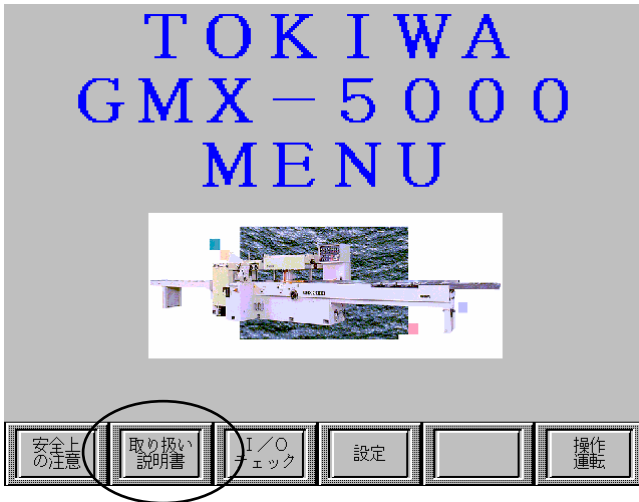 ＴＯＫＩＷＡ
ＧＭＸ－５０００
ＭＥＮＵ
安全上
の注意
取り扱い
説明書
Ｉ／Ｏ
チェック
設定
操作
運転